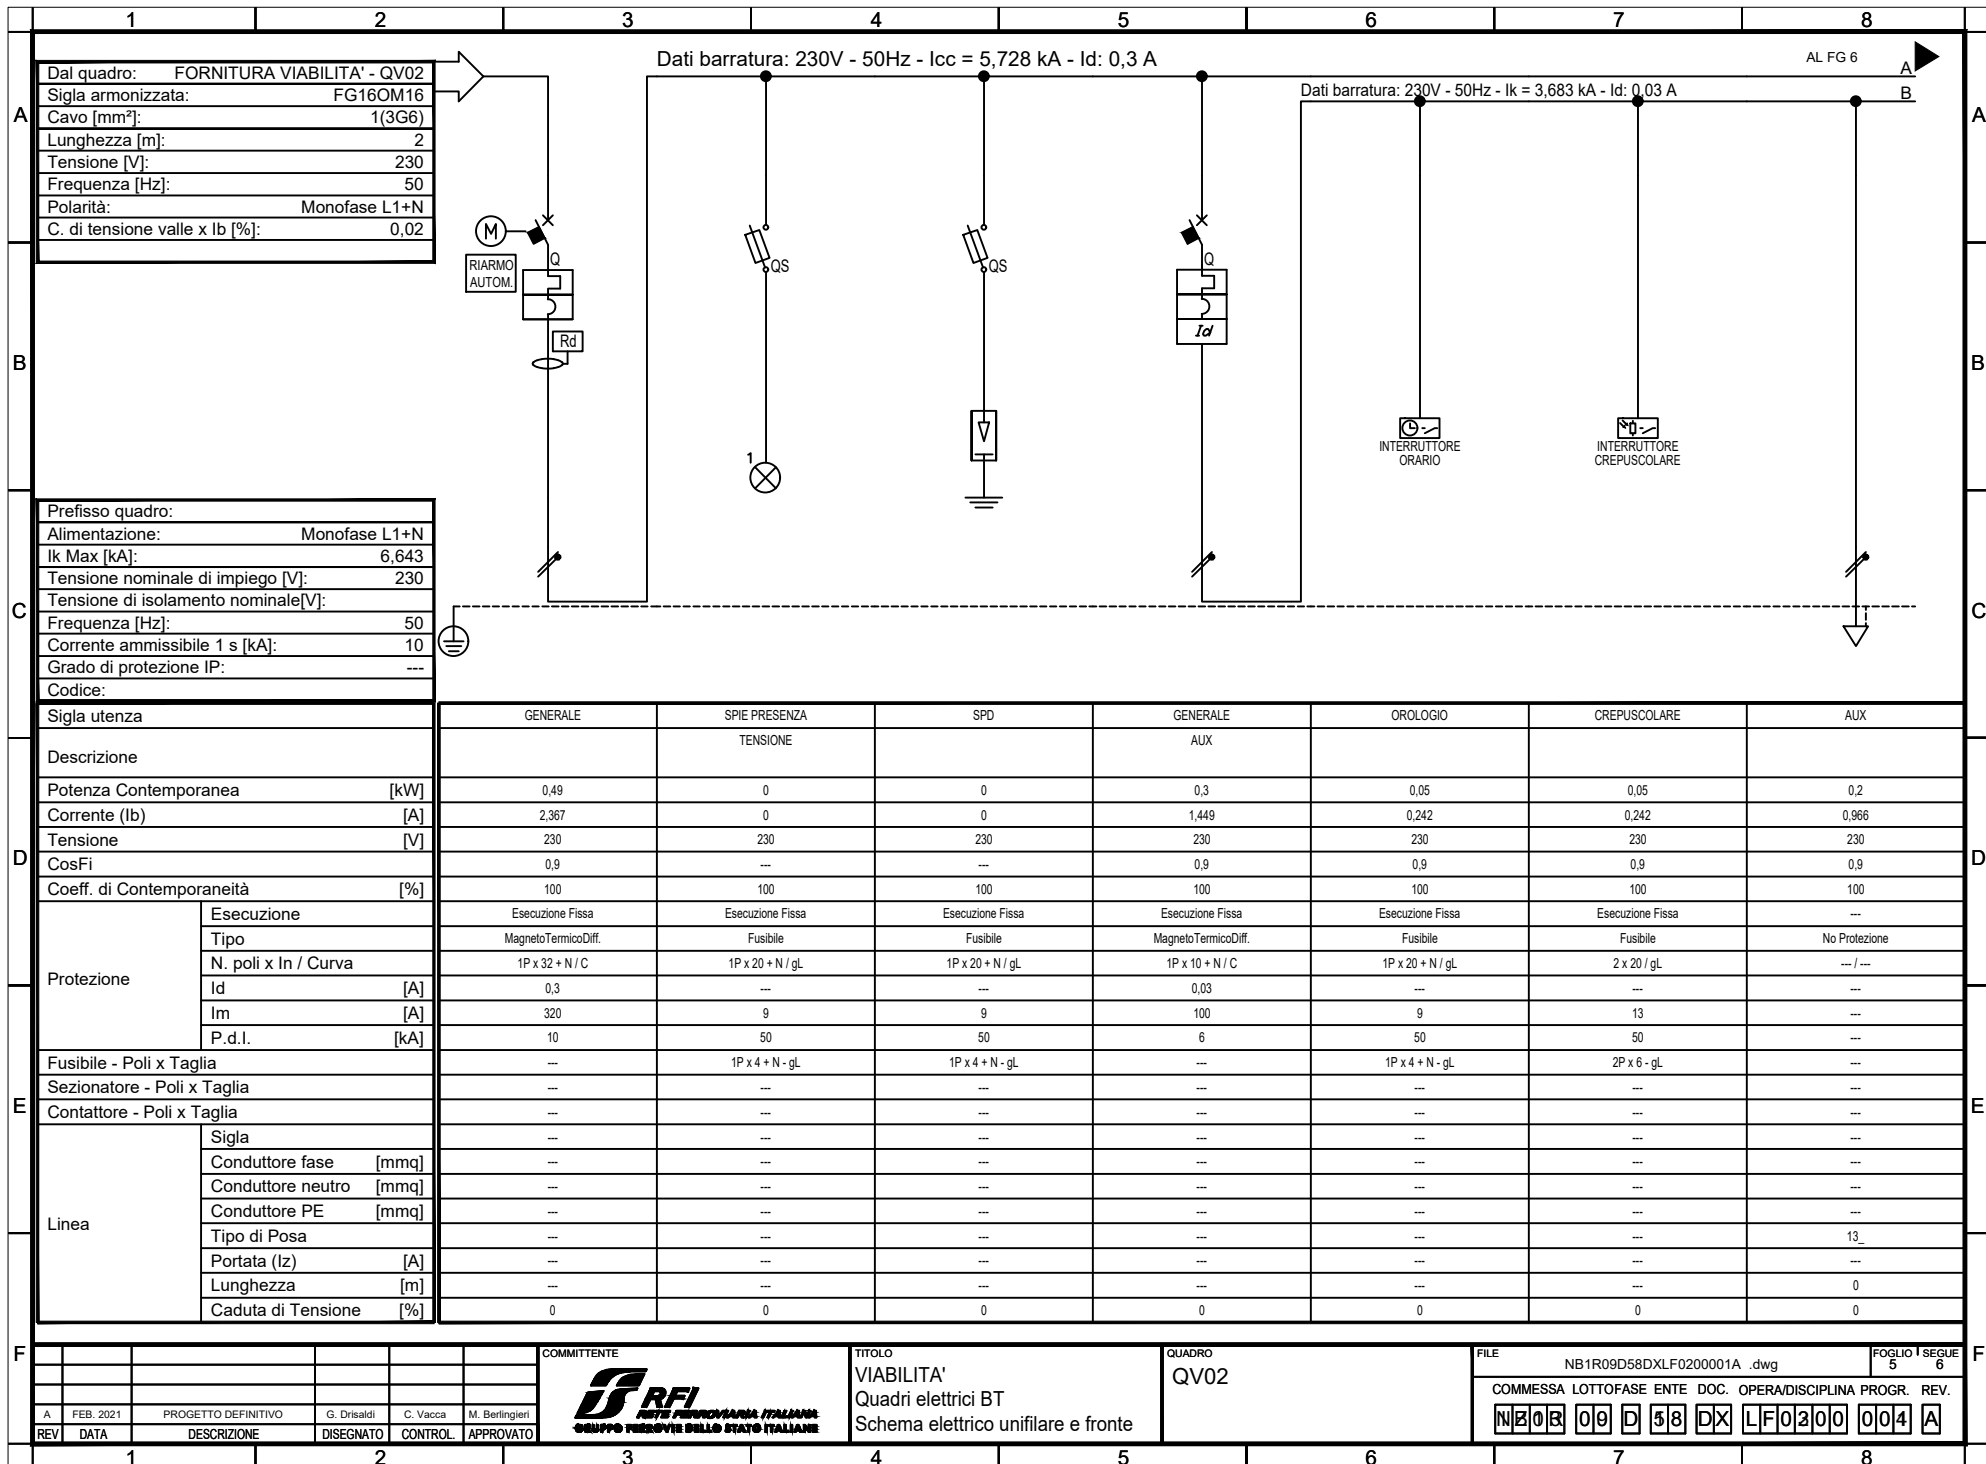 1 2 3 4 5 6 7 8
A
B
C
D
E
F
Dati barratura: 230V - 50Hz - Icc = 5,728 kA - Id: 0,3 A
AL FG 6
A
Dati barratura: 230V - 50Hz - Ik = 3,683 kA - Id: 0,03 A
B
Dal quadro: FORNITURA VIABILITA' - QV02
Sigla armonizzata: FG16OM16
Cavo [mm²]: 1(3G6)
Lunghezza [m]: 2
Tensione [V]: 230
Frequenza [Hz]: 50
Polarità: Monofase L1+N
C. di tensione valle x Ib [%]: 0,02
M
RIARMO
AUTOM.
Q
Rd
QS
1
QS
Q
Id
INTERRUTTORE
ORARIO
INTERRUTTORE
CREPUSCOLARE
Prefisso quadro:
Alimentazione: Monofase L1+N
Ik Max [kA]: 6,643
Tensione nominale di impiego [V]: 230
Tensione di isolamento nominale[V]:
Frequenza [Hz]: 50
Corrente ammissibile 1 s [kA]: 10
Grado di protezione IP: ---
Codice:
Sigla utenza GENERALE SPIE PRESENZA SPD GENERALE OROLOGIO CREPUSCOLARE AUX
Descrizione TENSIONE AUX
Potenza Contemporanea [kW] 0,49 0 0 0,3 0,05 0,05 0,2
Corrente (Ib) [A] 2,367 0 0 1,449 0,242 0,242 0,966
Tensione [V] 230 230 230 230 230 230 230
CosFi 0,9 --- --- 0,9 0,9 0,9 0,9
Coeff. di Contemporaneità [%] 100 100 100 100 100 100 100
Protezione
Esecuzione Esecuzione Fissa Esecuzione Fissa Esecuzione Fissa Esecuzione Fissa Esecuzione Fissa Esecuzione Fissa ---
Tipo MagnetoTermicoDiff. Fusibile Fusibile MagnetoTermicoDiff. Fusibile Fusibile No Protezione
N. poli x In / Curva 1P x 32 + N / C 1P x 20 + N / gL 1P x 20 + N / gL 1P x 10 + N / C 1P x 20 + N / gL 2 x 20 / gL --- / ---
Id [A] 0,3 --- --- 0,03 --- --- ---
Im [A] 320 9 9 100 9 13 ---
P.d.I. [kA] 10 50 50 6 50 50 ---
Fusibile - Poli x Taglia --- 1P x 4 + N - gL 1P x 4 + N - gL --- 1P x 4 + N - gL 2P x 6 - gL ---
Sezionatore - Poli x Taglia --- --- --- --- --- --- ---
Contattore - Poli x Taglia --- --- --- --- --- --- ---
Linea
Sigla --- --- --- --- --- --- ---
Conduttore fase [mmq] --- --- --- --- --- --- ---
Conduttore neutro [mmq] --- --- --- --- --- --- ---
Conduttore PE [mmq] --- --- --- --- --- --- ---
Tipo di Posa --- --- --- --- --- --- 13_
Portata (Iz) [A] --- --- --- --- --- --- ---
Lunghezza [m] --- --- --- --- --- --- 0
Caduta di Tensione [%] 0 0 0 0 0 0 0
A FEB. 2021 PROGETTO DEFINITIVO G. Drisaldi C. Vacca M. Berlingieri
REV DATA DESCRIZIONE DISEGNATO CONTROL. APPROVATO
COMMITTENTE
RFI
RETE FERROVIARIA ITALIANA
GRUPPO FERROVIE DELLO STATO ITALIANE
TITOLO
VIABILITA'
Quadri elettrici BT
Schema elettrico unifilare e fronte
QUADRO
QV02
FILE
NB1R09D58DXLF0200001A .dwg
FOGLIO SEGUE
5 6
COMMESSA LOTTO FASE ENTE DOC. OPERA/DISCIPLINA PROGR. REV.
09 D DX 004 A
A
B
C
D
E
F
1 2 3 4 5 6 7 8